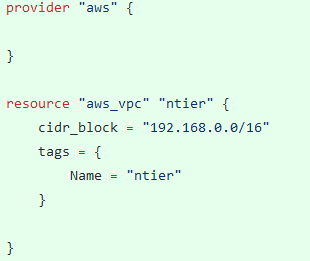 provider "aws" {
}
resource "aws_vpc" "ntier" {
    cidr_block = "192.168.0.0/16"
    tags = {
        Name = "ntier"
    }
}